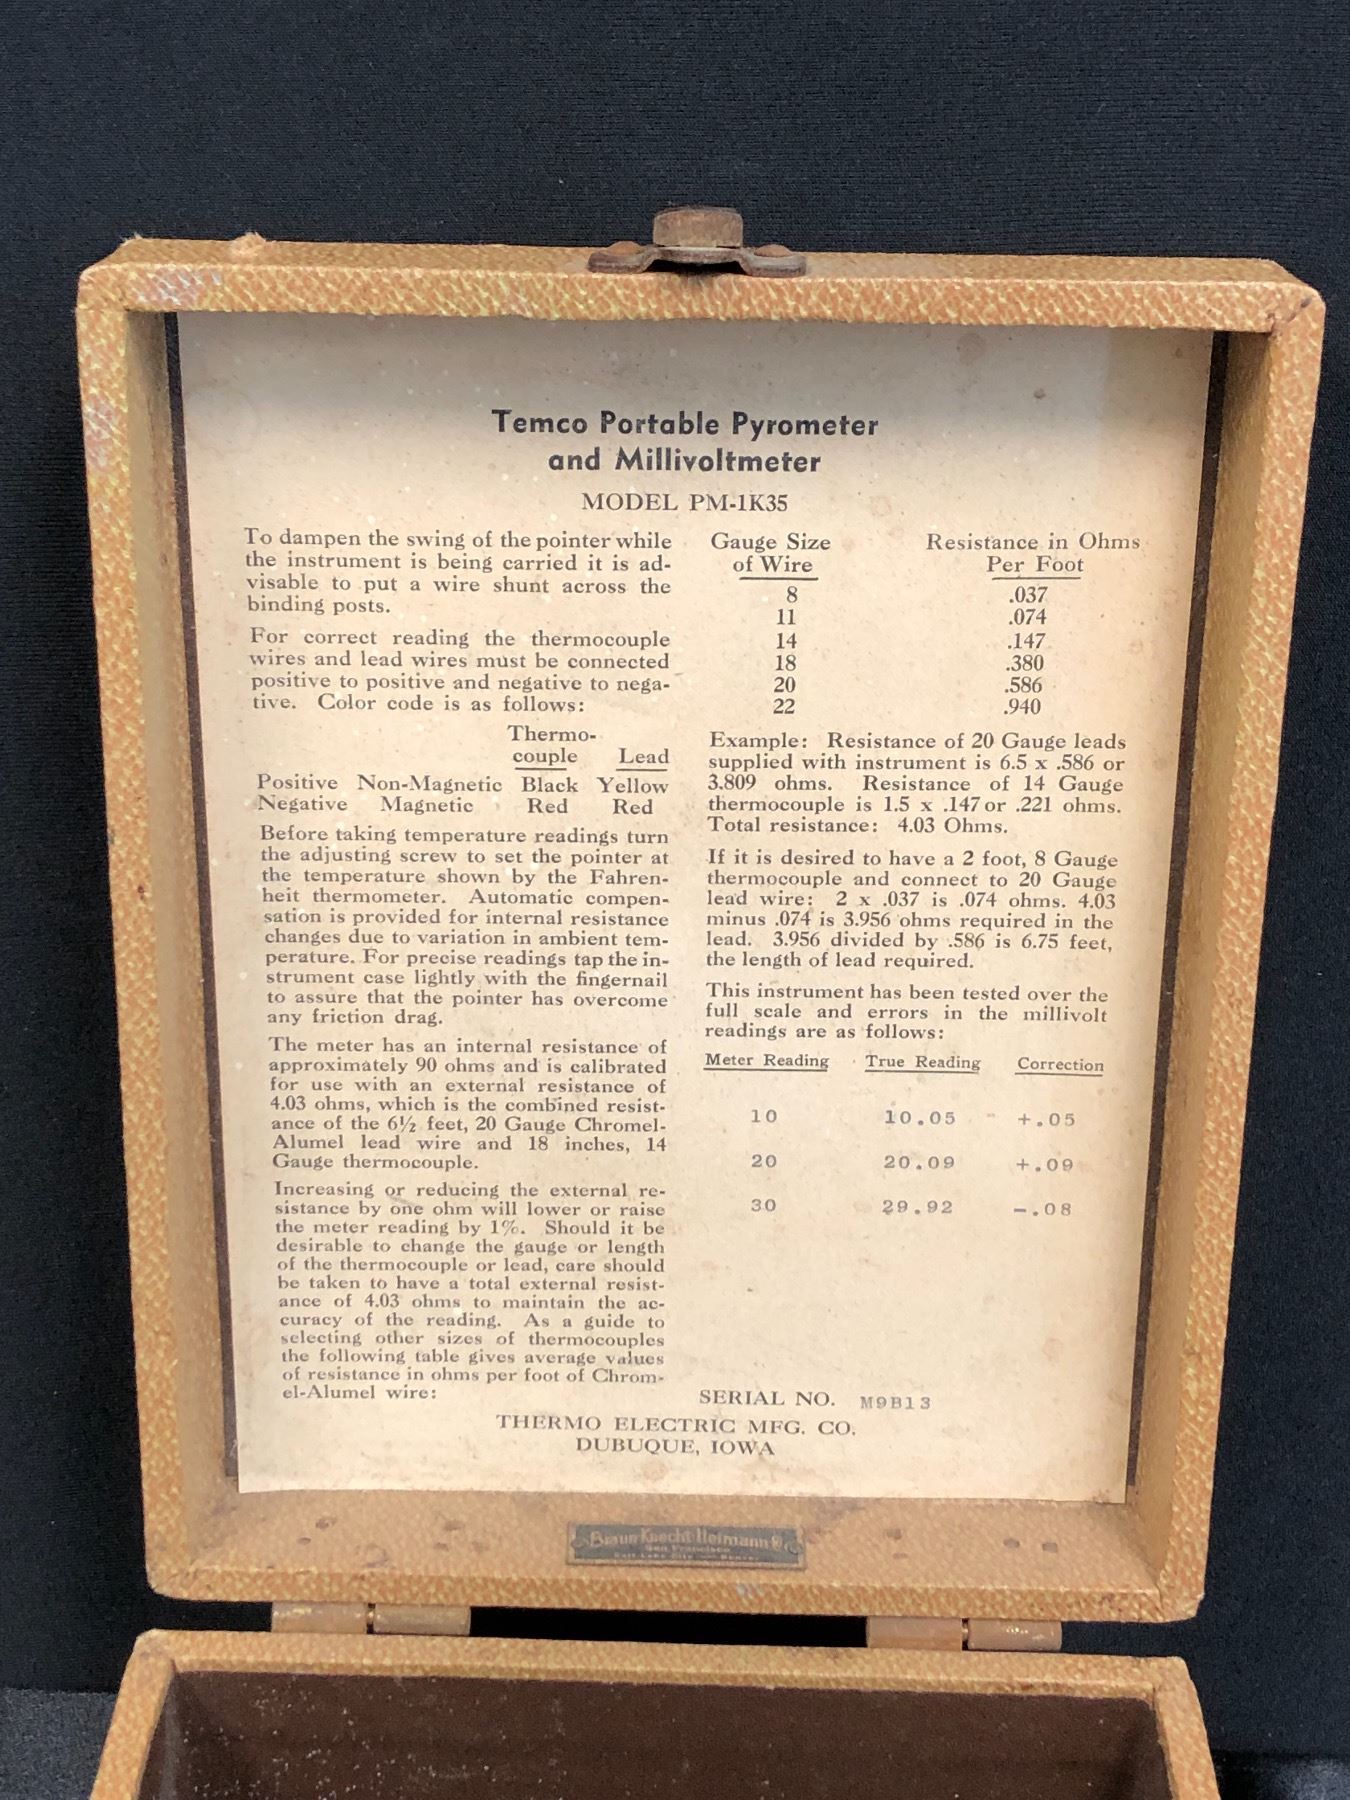 Temco Portable Pyrometer
and Millivoltmeter
MODEL PM-1K35
To dampen the swing of the pointer while
the instrument is being carried it is ad-
visable to put a wire shunt across the
binding posts.
For correct reading the thermocouple
wires and lead wires must be connected
positive to positive and negative to nega-
tive. Color code is as follows:
Thermo-
couple Lead
Positive Non-Magnetic Black Yellow
Negative Magnetic Red Red
Before taking temperature readings turn
the adjusting screw to set the pointer at
the temperature shown by the Fahren-
heit thermometer. Automatic compen-
sation is provided for internal resistance
changes due to variation in ambient tem-
perature. For precise readings tap the in-
strument case lightly with the fingernail
to assure that the pointer has overcome
any friction drag.
The meter has an internal resistance of
approximately 90 ohms and is calibrated
for use with an external resistance of
4.03 ohms, which is the combined resist-
ance of the 6½ feet, 20 Gauge Chromel-
Alumel lead wire and 18 inches, 14
Gauge thermocouple.
Increasing or reducing the external re-
sistance by one ohm will lower or raise
the meter reading by 1%. Should it be
desirable to change the gauge or length
of the thermocouple or lead, care should
be taken to have a total external resist-
ance of 4.03 ohms to maintain the ac-
curacy of the reading. As a guide to
selecting other sizes of thermocouples
the following table gives average values
of resistance in ohms per foot of Chrom-
el-Alumel wire:
Gauge Size Resistance in Ohms
of Wire Per Foot
8 .037
11 .074
14 .147
18 .380
20 .586
22 .940
Example: Resistance of 20 Gauge leads
supplied with instrument is 6.5 x .586 or
3.809 ohms. Resistance of 14 Gauge
thermocouple is 1.5 x .147 or .221 ohms.
Total resistance: 4.03 Ohms.
If it is desired to have a 2 foot, 8 Gauge
thermocouple and connect to 20 Gauge
lead wire: 2 x .037 is .074 ohms. 4.03
minus .074 is 3.956 ohms required in the
lead. 3.956 divided by .586 is 6.75 feet,
the length of lead required.
This instrument has been tested over the
full scale and errors in the millivolt
readings are as follows:
Meter Reading True Reading Correction
10 10.05 +.05
20 20.09 +.09
30 29.92 -.08
SERIAL NO. M9B13
THERMO ELECTRIC MFG. CO.
DUBUQUE, IOWA
Braun-Knecht-Heimann Co
San Francisco
Salt Lake City Denver